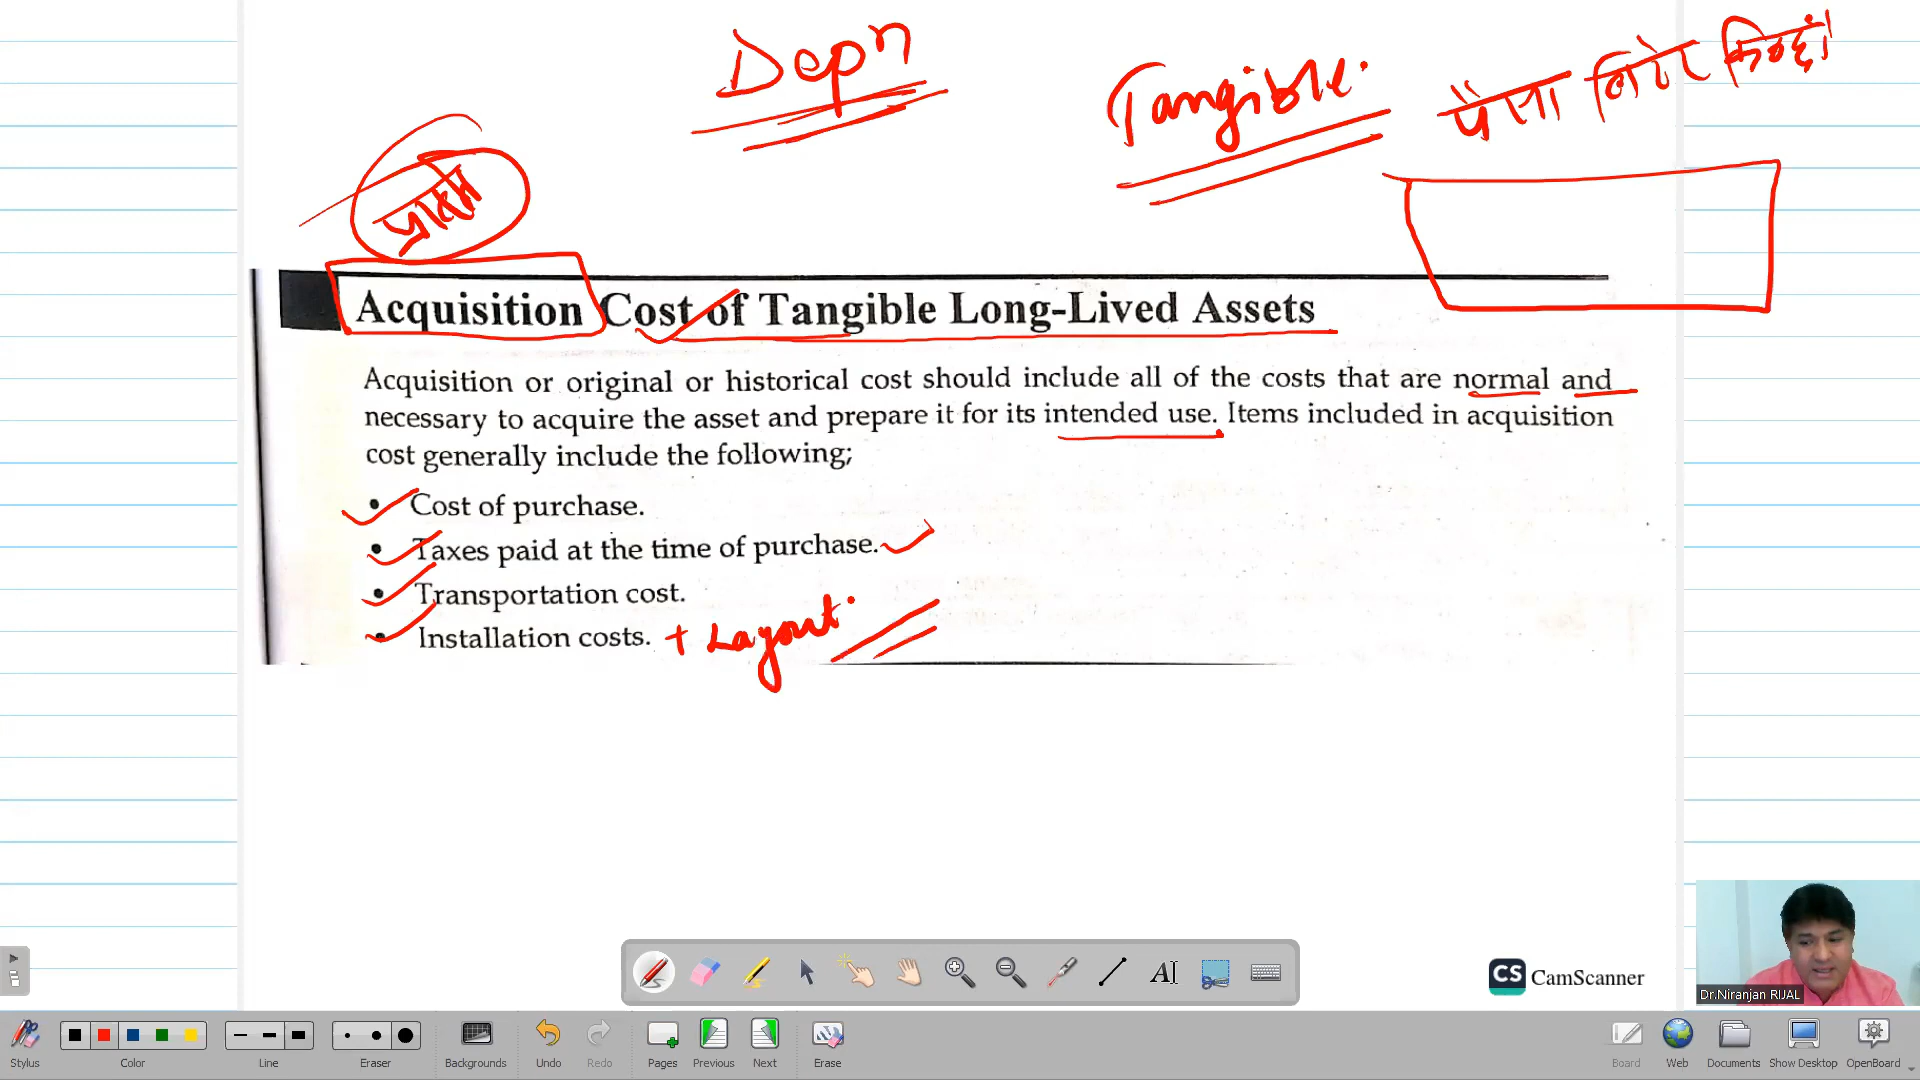 Depn
Tangible.
पैसा तिरेर किन्दा
प्राप्ती
Acquisition Cost of Tangible Long-Lived Assets
Acquisition or original or historical cost should include all of the costs that are normal and
necessary to acquire the asset and prepare it for its intended use. Items included in acquisition
cost generally include the following;
• Cost of purchase.
• Taxes paid at the time of purchase.
• Transportation cost.
• Installation costs. + Layout.
CS CamScanner
Dr.Niranjan RIJAL
Stylus
Color
Line
Eraser
Backgrounds
Undo
Redo
Pages
Previous
Next
Erase
Board
Web
Documents
Show Desktop
OpenBoard